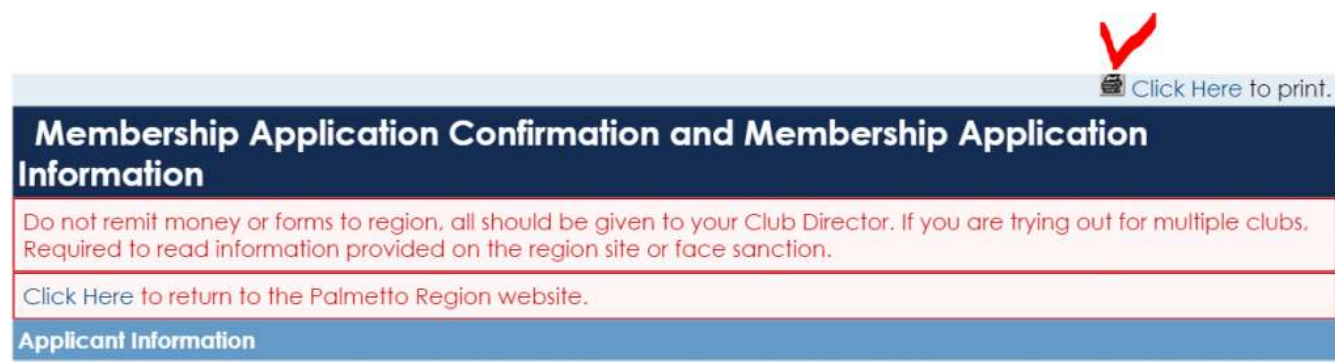 Click Here to print.
Membership Application Confirmation and Membership Application
Information
Do not remit money or forms to region, all should be given to your Club Director. If you are trying out for multiple clubs,
Required to read information provided on the region site or face sanction.
Click Here to return to the Palmetto Region website.
Applicant Information